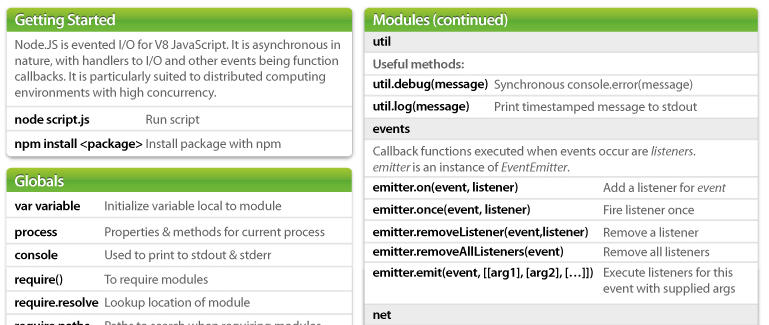 Getting Started
Node.JS is evented I/O for V8 JavaScript. It is asynchronous in
nature, with handlers to I/O and other events being function
callbacks. It is particularly suited to distributed computing
environments with high concurrency.
node script.js Run script
npm install <package> Install package with npm
Globals
var variable Initialize variable local to module
process Properties & methods for current process
console Used to print to stdout & stderr
require() To require modules
require.resolve Lookup location of module
require.paths Paths to search when requiring modules
Modules (continued)
util
Useful methods:
util.debug(message) Synchronous console.error(message)
util.log(message) Print timestamped message to stdout
events
Callback functions executed when events occur are listeners.
emitter is an instance of EventEmitter.
emitter.on(event, listener) Add a listener for event
emitter.once(event, listener) Fire listener once
emitter.removeListener(event,listener) Remove a listener
emitter.removeAllListeners(event) Remove all listeners
emitter.emit(event, [[arg1], [arg2], […]]) Execute listeners for this
event with supplied args
net